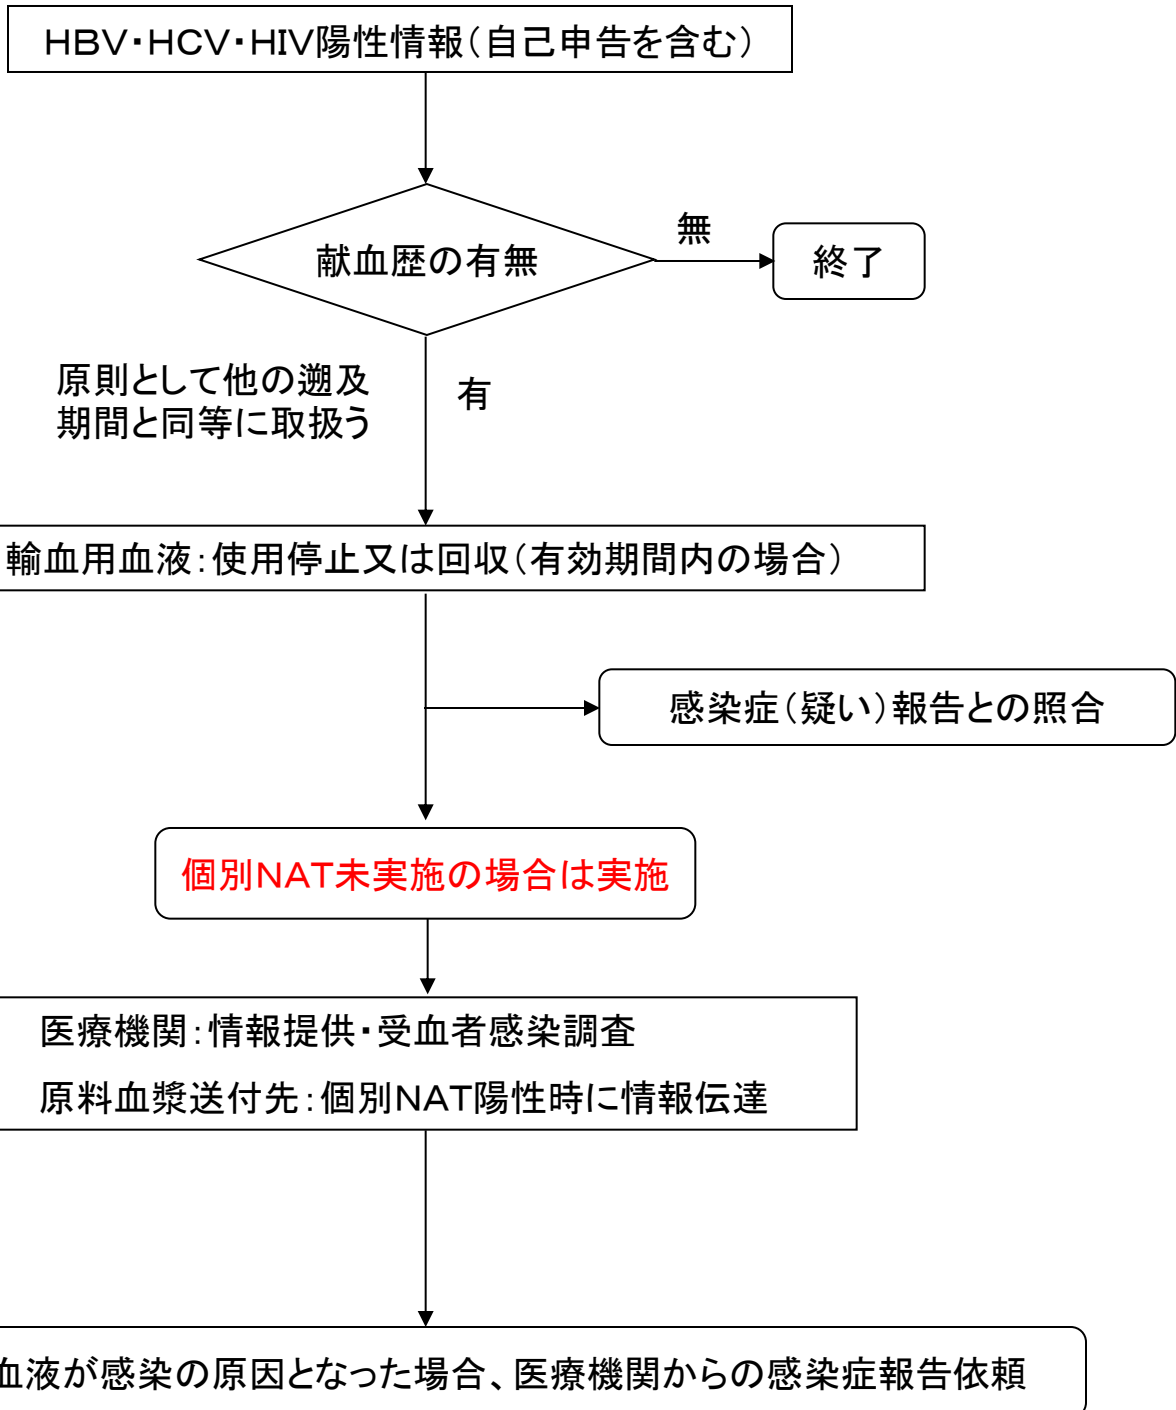 HBV・HCV・HIV陽性情報（自己申告を含む）
無
献血歴の有無
終了
原則として他の遡及
期間と同等に取扱う
有
輸血用血液：使用停止又は回収（有効期間内の場合）
感染症（疑い）報告との照合
個別NAT未実施の場合は実施
医療機関：情報提供・受血者感染調査
原料血漿送付先：個別NAT陽性時に情報伝達
血液が感染の原因となった場合、医療機関からの感染症報告依頼